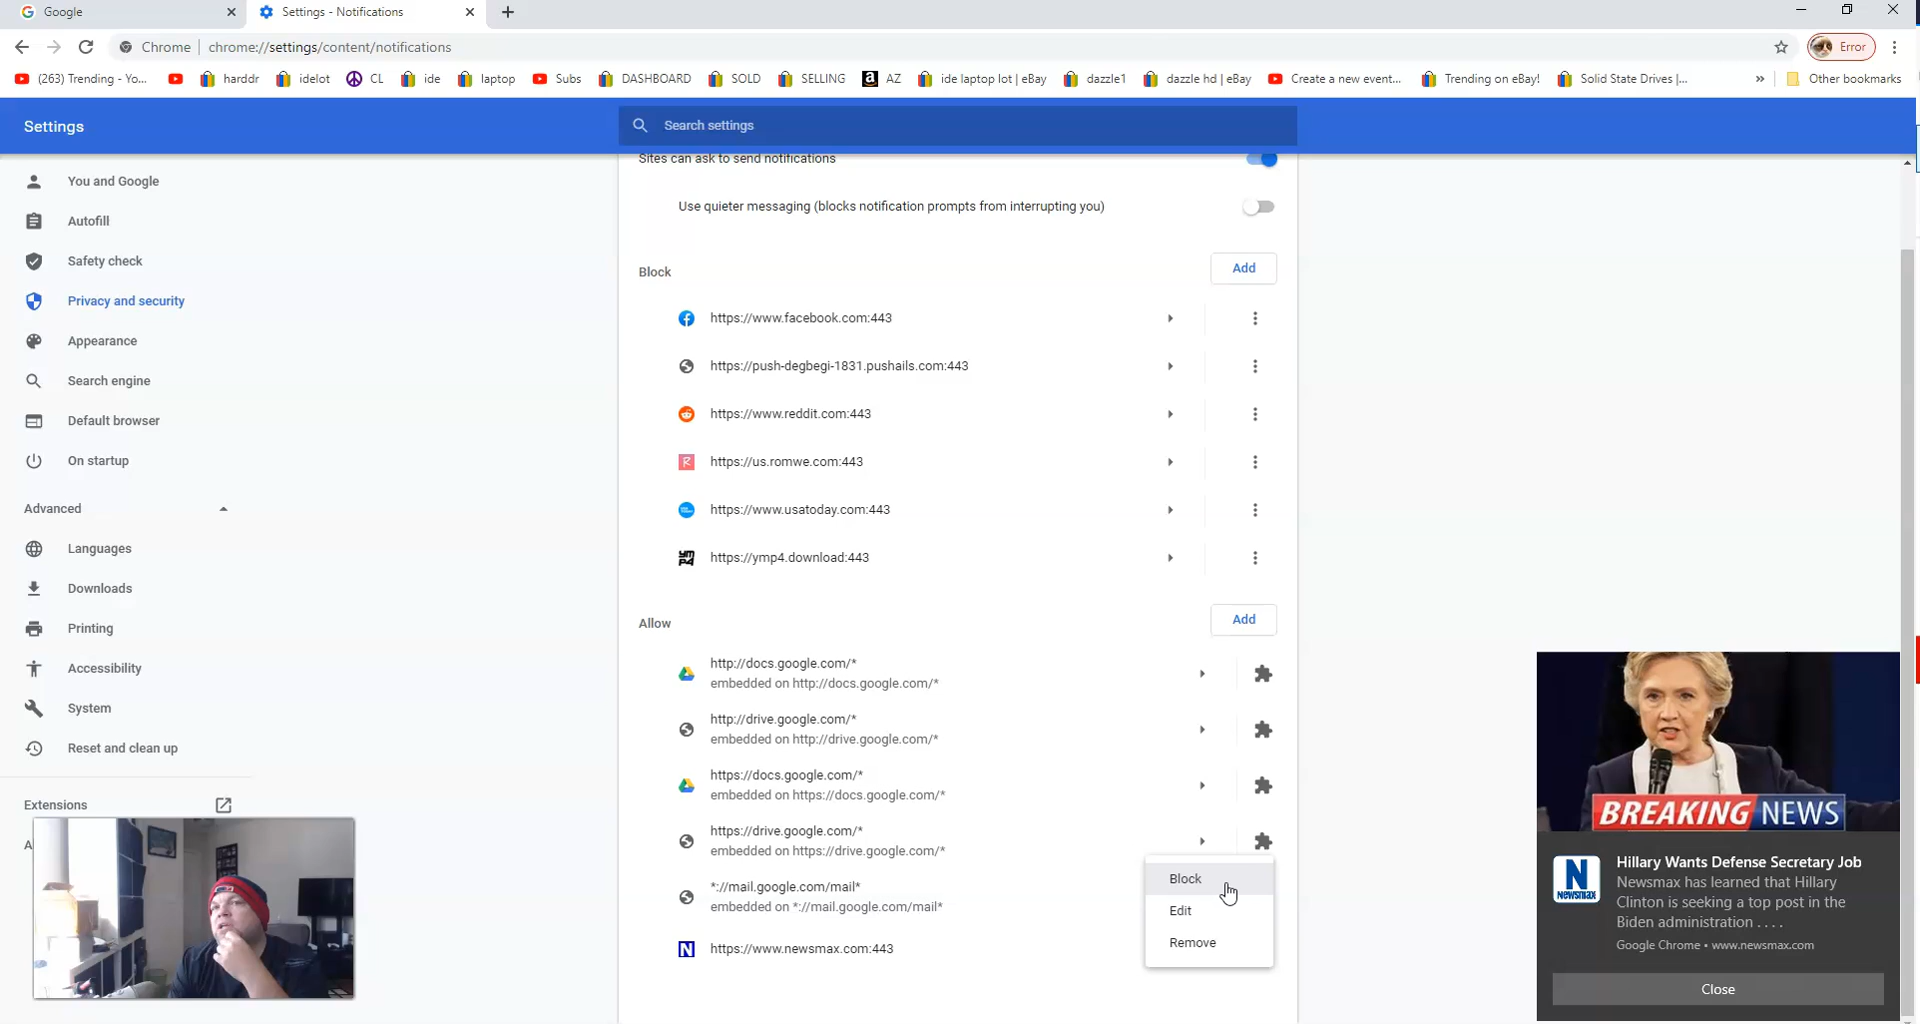 Google
Settings - Notifications
Chrome
chrome://settings/content/notifications
Error
(263) Trending - Yo...
harddr
idelot
CL
ide
laptop
Subs
DASHBOARD
SOLD
SELLING
AZ
ide laptop lot | eBay
dazzle1
dazzle hd | eBay
Create a new event...
Trending on eBay!
Solid State Drives |...
»
Other bookmarks
Settings
Search settings
You and Google
Autofill
Safety check
Privacy and security
Appearance
Search engine
Default browser
On startup
Advanced
Languages
Downloads
Printing
Accessibility
System
Reset and clean up
Extensions
A
Sites can ask to send notifications
Use quieter messaging (blocks notification prompts from interrupting you)
Block
Add
https://www.facebook.com:443
https://push-degbegi-1831.pushails.com:443
https://www.reddit.com:443
R
https://us.romwe.com:443
https://www.usatoday.com:443
YM
P4
https://ymp4.download:443
Allow
Add
http://docs.google.com/*
embedded on http://docs.google.com/*
http://drive.google.com/*
embedded on http://drive.google.com/*
https://docs.google.com/*
embedded on https://docs.google.com/*
https://drive.google.com/*
embedded on https://drive.google.com/*
*://mail.google.com/mail*
embedded on *://mail.google.com/mail*
N
https://www.newsmax.com:443
Block
Edit
Remove
BREAKING NEWS
N
Newsmax
Hillary Wants Defense Secretary Job
Newsmax has learned that Hillary
Clinton is seeking a top post in the
Biden administration . . . .
Google Chrome • www.newsmax.com
Close